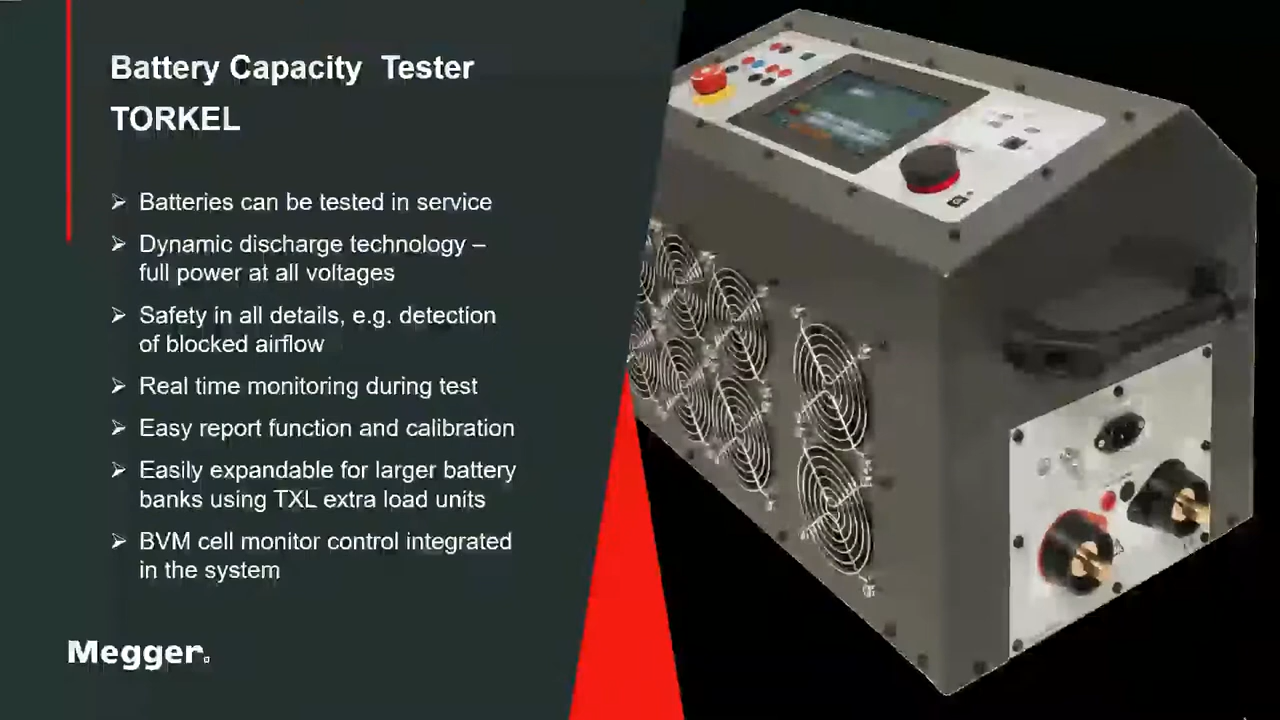 Battery Capacity Tester
TORKEL
➢ Batteries can be tested in service
➢ Dynamic discharge technology –
full power at all voltages
➢ Safety in all details, e.g. detection
of blocked airflow
➢ Real time monitoring during test
➢ Easy report function and calibration
➢ Easily expandable for larger battery
banks using TXL extra load units
➢ BVM cell monitor control integrated
in the system
Megger.